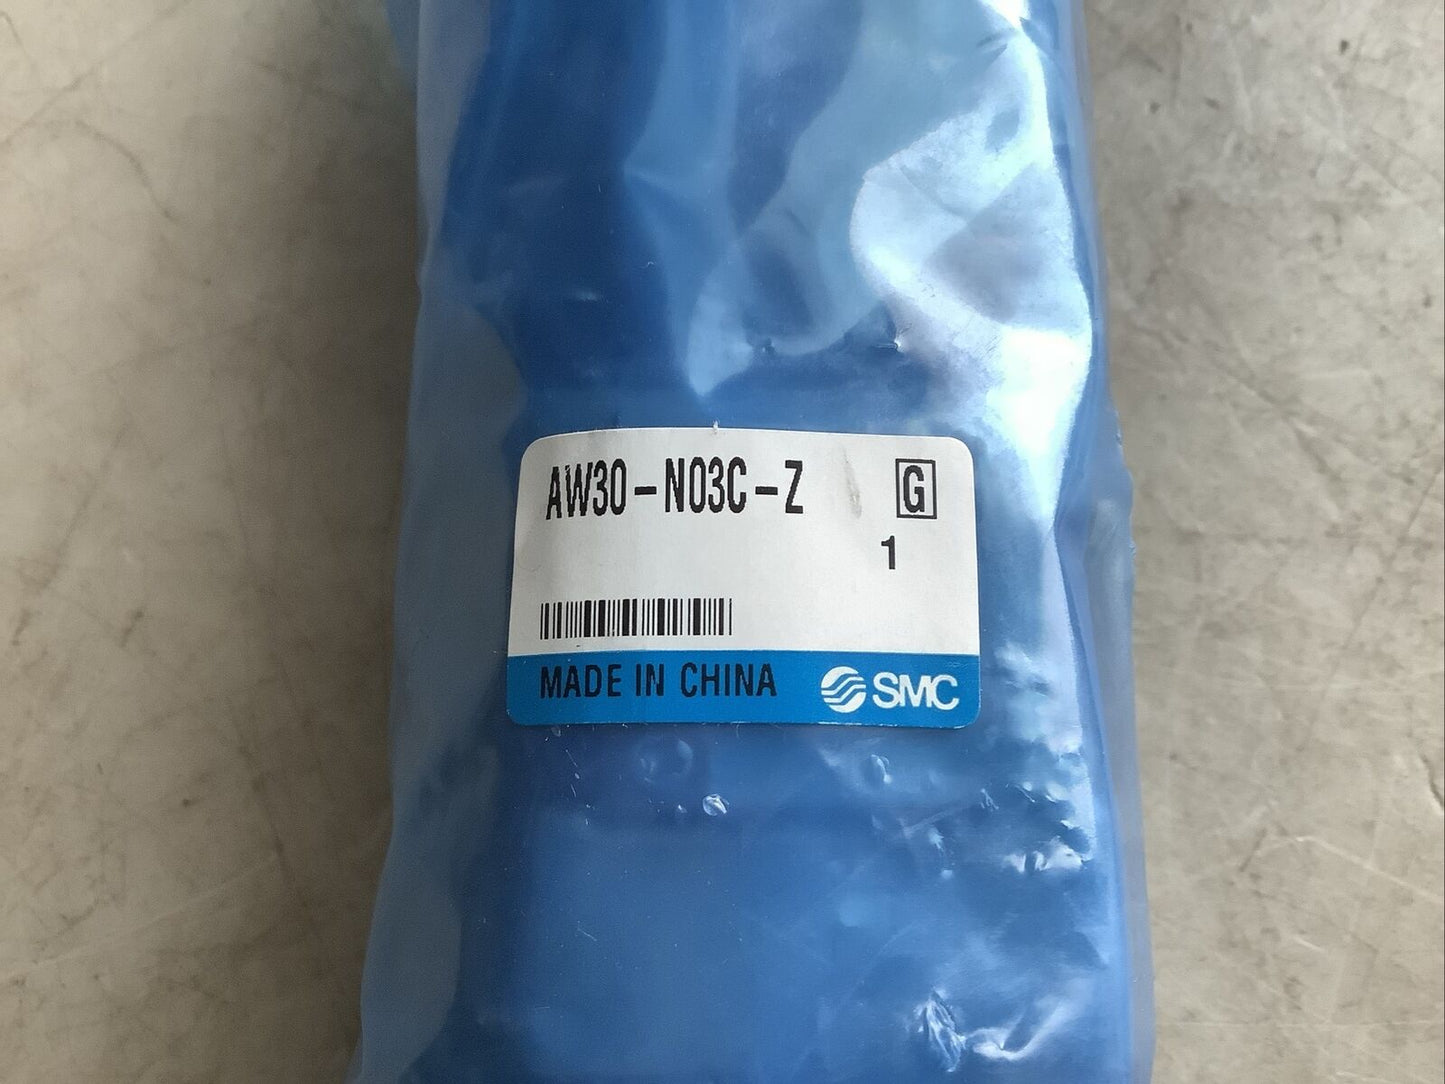 AW30-N03C-Z G
1
MADE IN CHINA SMC